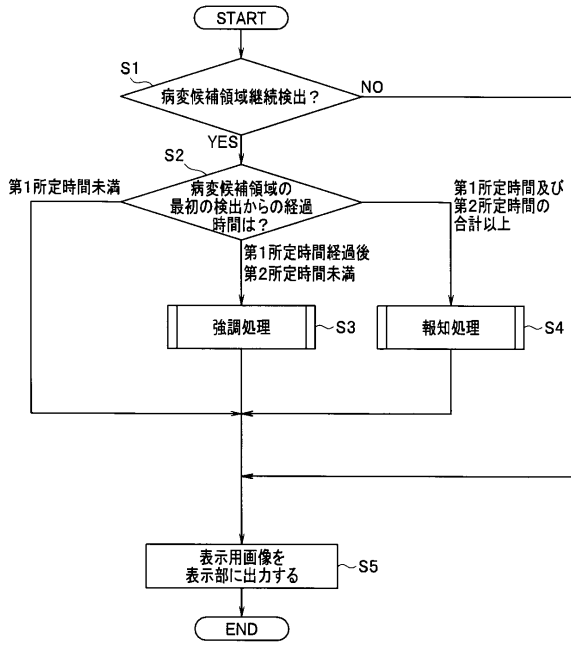 START
S1
病変候補領域継続検出？
NO
YES
S2
第1所定時間未満
病変候補領域の
最初の検出からの経過
時間は？
第1所定時間及び
第2所定時間の
合計以上
第1所定時間経過後
第2所定時間未満
強調処理
S3
報知処理
S4
表示用画像を
表示部に出力する
S5
END